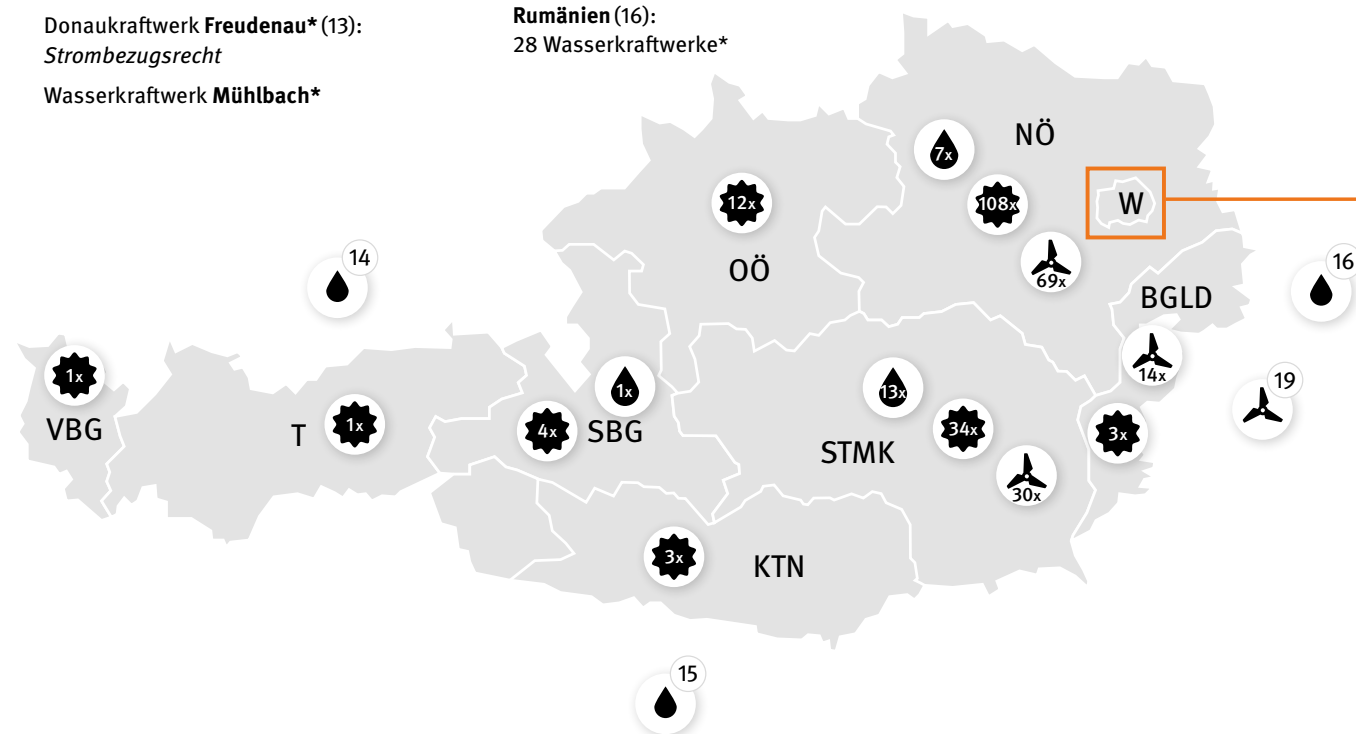 Donaukraftwerk Freudenau* (13):
Strombezugsrecht
Wasserkraftwerk Mühlbach*
Rumänien (16):
28 Wasserkraftwerke*
NÖ
7x
108x
W
69x
12x
OÖ
14
16
BGLD
14x
19
1x
VBG
T
1x
4x
1x
SBG
13x
STMK
34x
30x
3x
3x
KTN
15